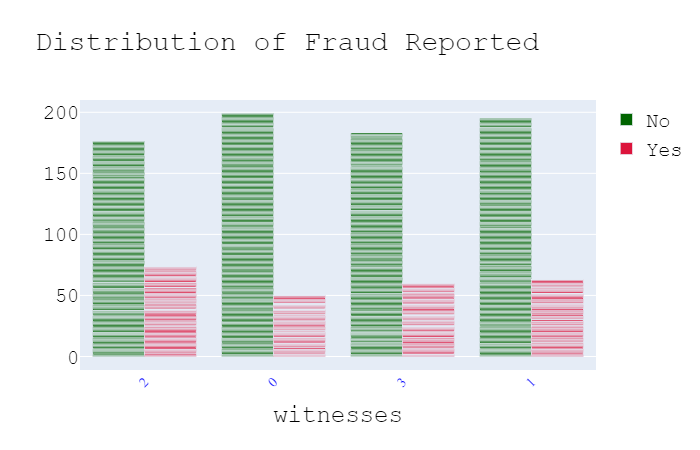 Distribution of Fraud Reported
No
Yes
200
150
100
50
0
2 0 3 1
witnesses